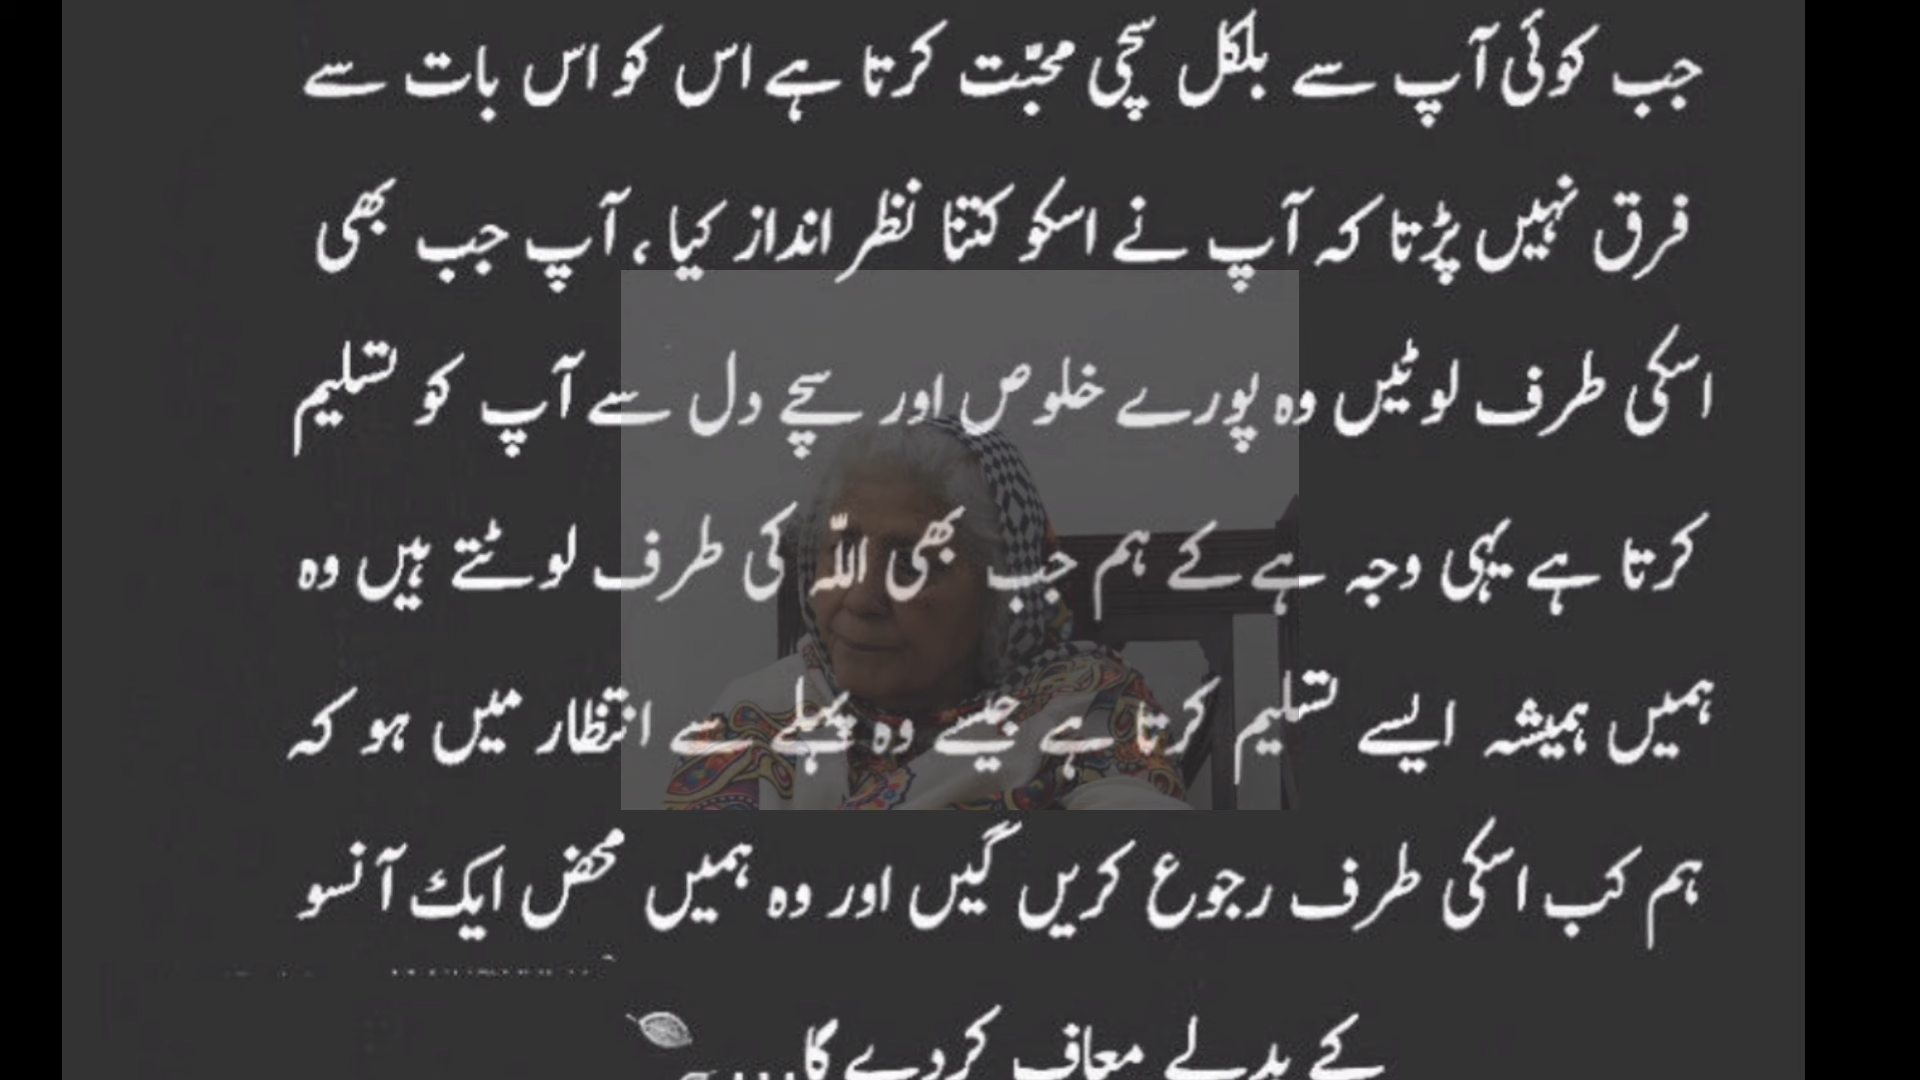 جب کوئی آپ سے بلکل سچی محبّت کرتا ہے اس کو اس بات سے
فرق نہیں پڑتا کہ آپ نے اسکو کتنا نظر انداز کیا ، آپ جب بھی
اسکی طرف لوٹیں وہ پورے خلوص اور سچے دل سے آپ کو تسلیم
کرتا ہے یہی وجہ ہے کے ہم جب بھی اللّہ کی طرف لوٹتے ہیں وہ
ہمیں ہمیشہ ایسے تسلیم کرتا ہے جیسے وہ پہلے سے انتظار میں ہو کہ
ہم کب اسکی طرف رجوع کریں گیں اور وہ ہمیں محض ایک آنسو
کے بدلے معاف کردے گا....